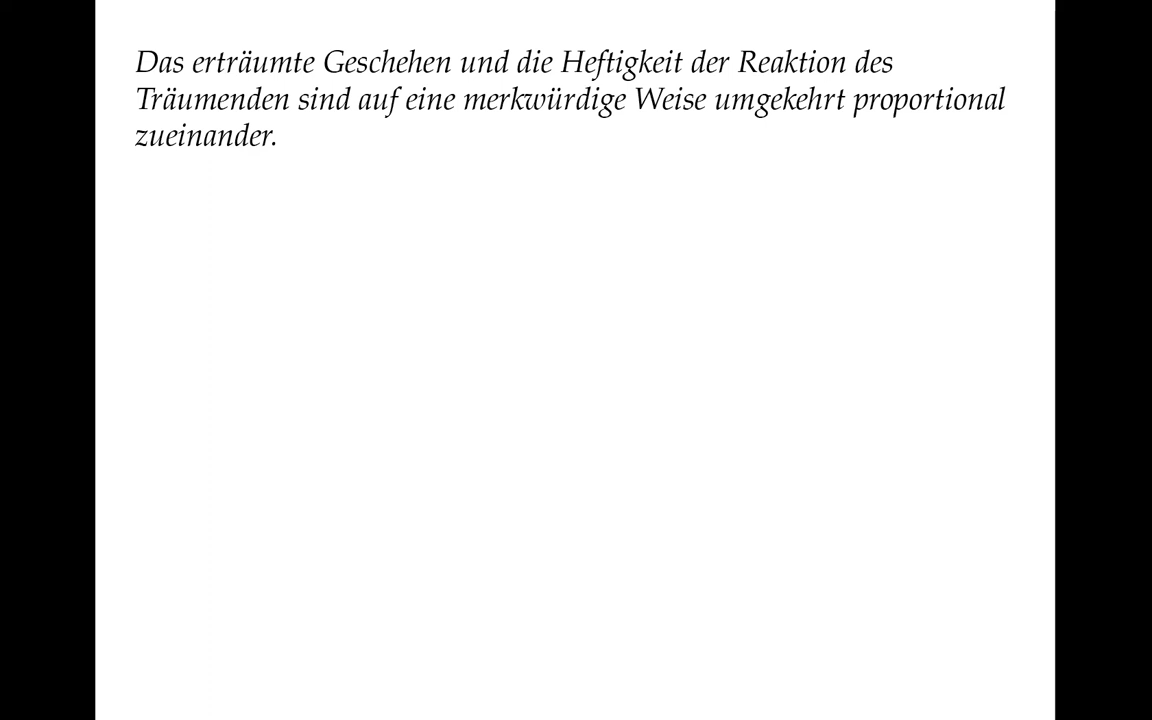 Das erträumte Geschehen und die Heftigkeit der Reaktion des
Träumenden sind auf eine merkwürdige Weise umgekehrt proportional
zueinander.